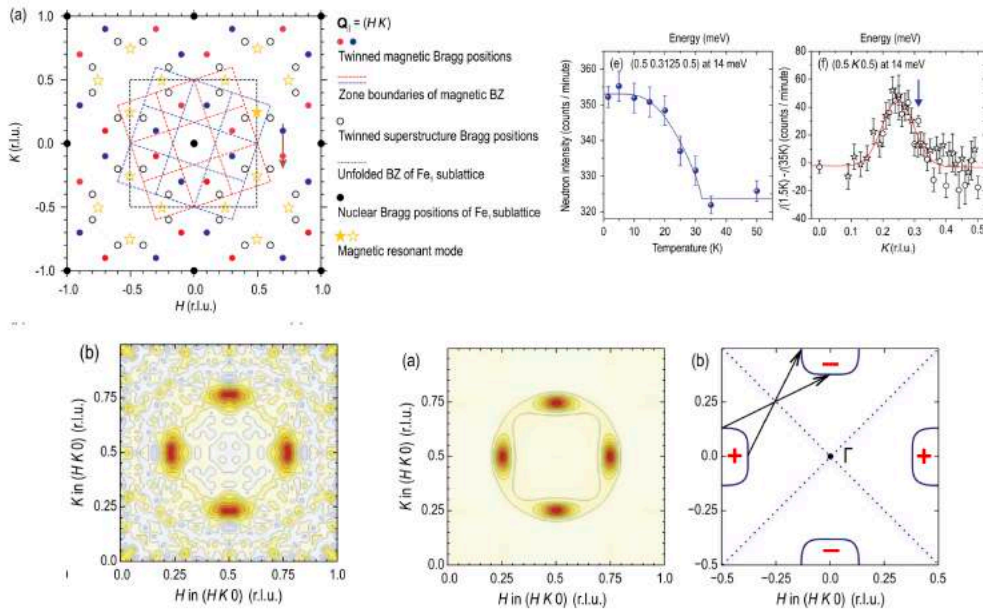 (a)
1.0
0.5
0.0
-0.5
-1.0
K (r.l.u.)
-1.0 -0.5 0.0 0.5 1.0
H (r.l.u.)
Q|| = (H K)
Twinned magnetic Bragg positions
Zone boundaries of magnetic BZ
Twinned superstructure Bragg positions
Unfolded BZ of Fe₁ sublattice
Nuclear Bragg positions of Fe₁ sublattice
Magnetic resonant mode
Energy (meV)
(e) (0.5 0.3125 0.5) at 14 meV
360
350
340
330
320
Neutron intensity (counts / minute)
0 10 20 30 40 50
Temperature (K)
Energy (meV)
(f) (0.5 K 0.5) at 14 meV
80
60
40
20
0
-20
-40
I(1.5K) - I(35K) (counts / minute)
0.0 0.1 0.2 0.3 0.4 0.5
K (r.l.u.)
(b)
1.0
0.75
0.5
0.25
0.0
K in (H K 0) (r.l.u.)
0.0 0.25 0.5 0.75 1.0
H in (H K 0) (r.l.u.)
(a)
1.0
0.75
0.5
0.25
0.0
K in (H K 0) (r.l.u.)
0.0 0.25 0.5 0.75 1.0
H in (H K 0) (r.l.u.)
(b)
0.25
0.0
-0.25
-0.5
K in (H K 0) (r.l.u.)
−
+ Γ +
−
-0.5 -0.25 0.0 0.25 0.5
H in (H K 0) (r.l.u.)